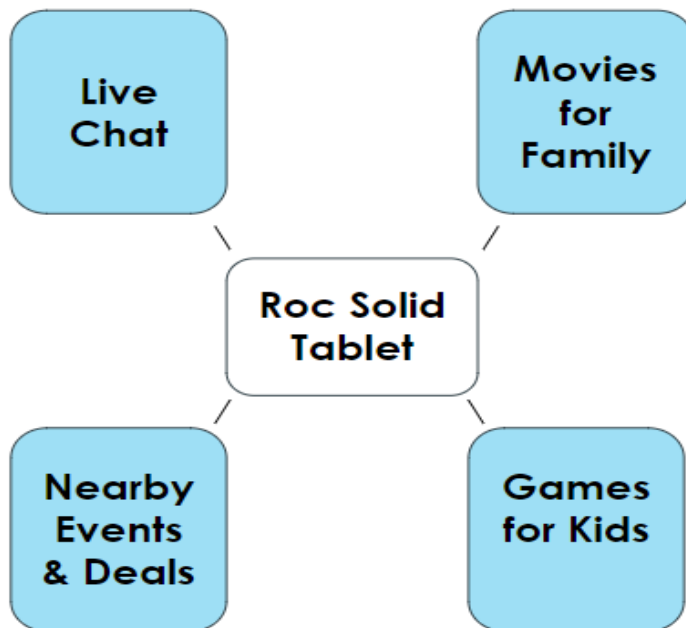 Live
Chat
Movies
for
Family
Roc Solid
Tablet
Nearby
Events
& Deals
Games
for Kids